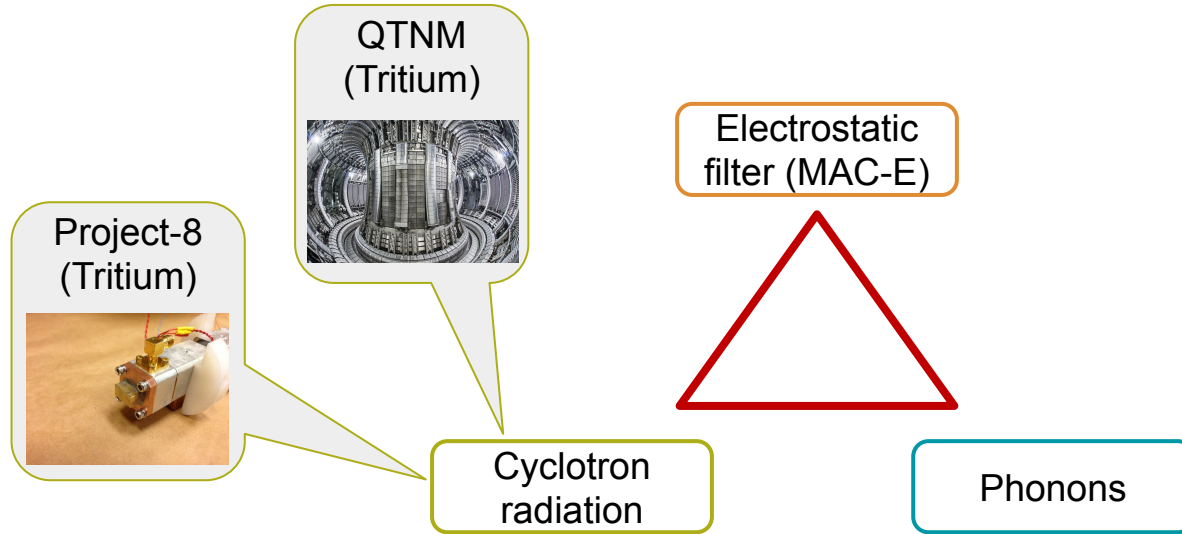 QTNM
(Tritium)
Electrostatic
filter (MAC-E)
Project-8
(Tritium)
Cyclotron
radiation
Phonons